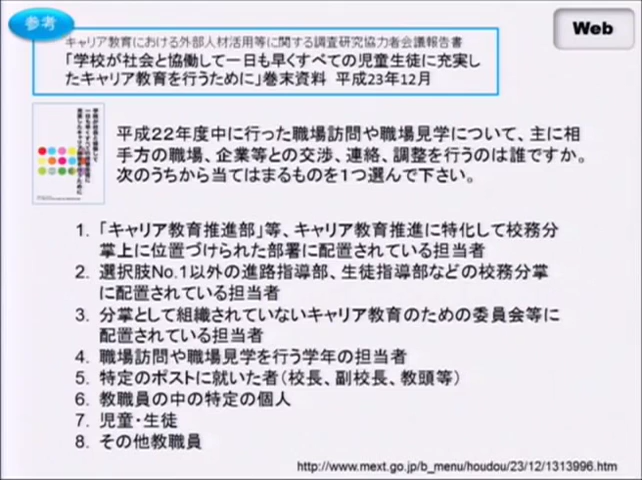 参考
Web
キャリア教育における外部人材活用等に関する調査研究協力者会議報告書
「学校が社会と協働して一日も早くすべての児童生徒に充実し
たキャリア教育を行うために」巻末資料　平成23年12月
平成22年度中に行った職場訪問や職場見学について、主に相
手方の職場、企業等との交渉、連絡、調整を行うのは誰ですか。
次のうちから当てはまるものを1つ選んで下さい。
1. 「キャリア教育推進部」等、キャリア教育推進に特化して校務分
掌上に位置づけられた部署に配置されている担当者
2. 選択肢No.1以外の進路指導部、生徒指導部などの校務分掌
に配置されている担当者
3. 分掌として組織されていないキャリア教育のための委員会等に
配置されている担当者
4. 職場訪問や職場見学を行う学年の担当者
5. 特定のポストに就いた者（校長、副校長、教頭等）
6. 教職員の中の特定の個人
7. 児童・生徒
8. その他教職員
http://www.mext.go.jp/b_menu/houdou/23/12/1313996.htm